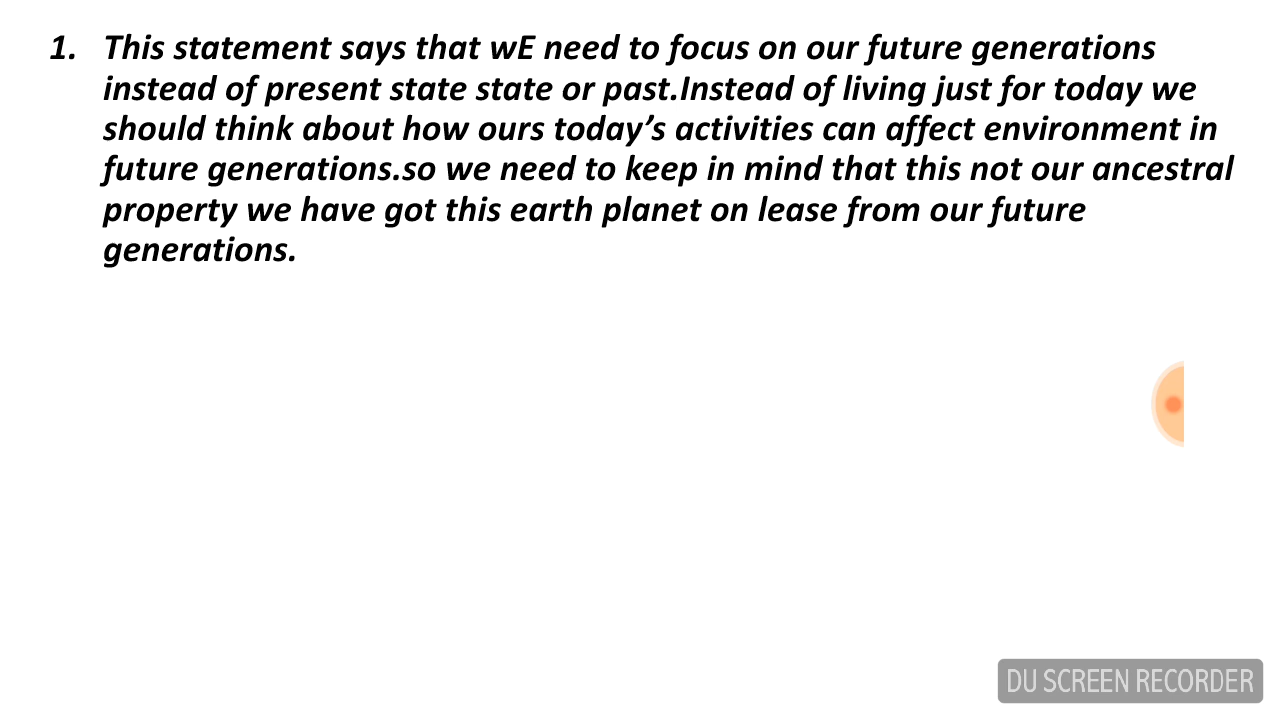 1. This statement says that wE need to focus on our future generations
instead of present state state or past.Instead of living just for today we
should think about how ours today’s activities can affect environment in
future generations.so we need to keep in mind that this not our ancestral
property we have got this earth planet on lease from our future
generations.
DU SCREEN RECORDER